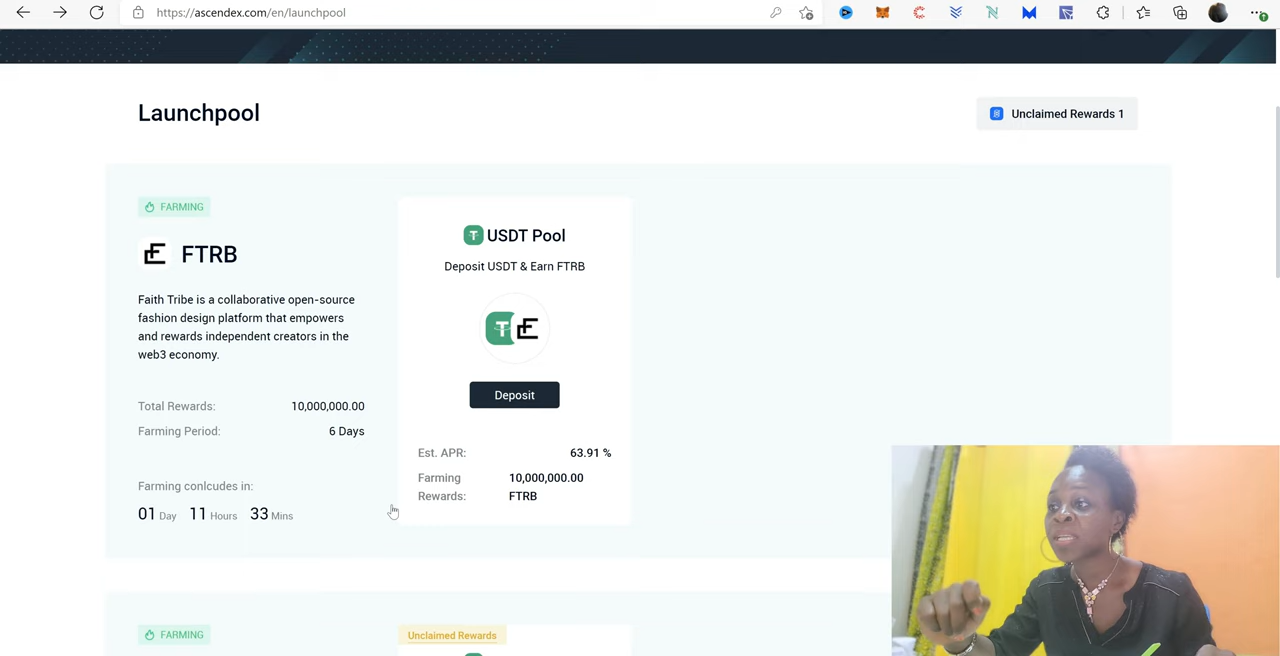 https://ascendex.com/en/launchpool
Launchpool
Unclaimed Rewards 1
FARMING
FTRB
Faith Tribe is a collaborative open-source
fashion design platform that empowers
and rewards independent creators in the
web3 economy.
Total Rewards: 10,000,000.00
Farming Period: 6 Days
Farming conlcudes in:
01 Day 11 Hours 33 Mins
USDT Pool
Deposit USDT & Earn FTRB
Deposit
Est. APR: 63.91 %
Farming Rewards: 10,000,000.00 FTRB
FARMING
Unclaimed Rewards